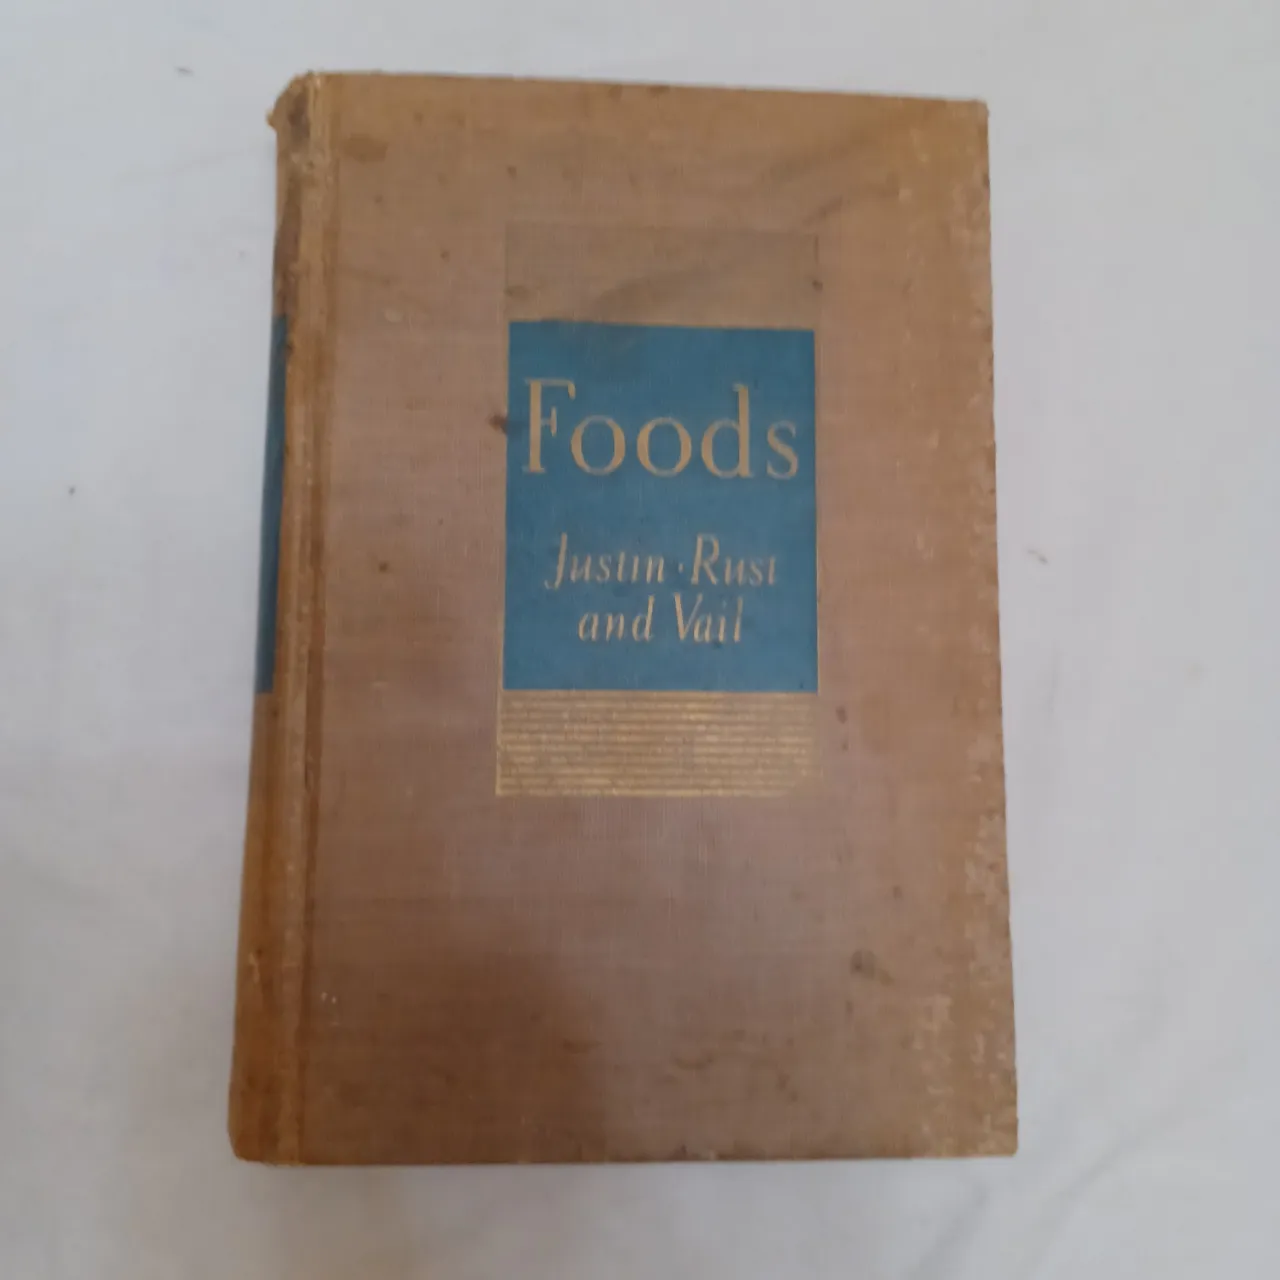 Foods
Justin · Rust
and Vail